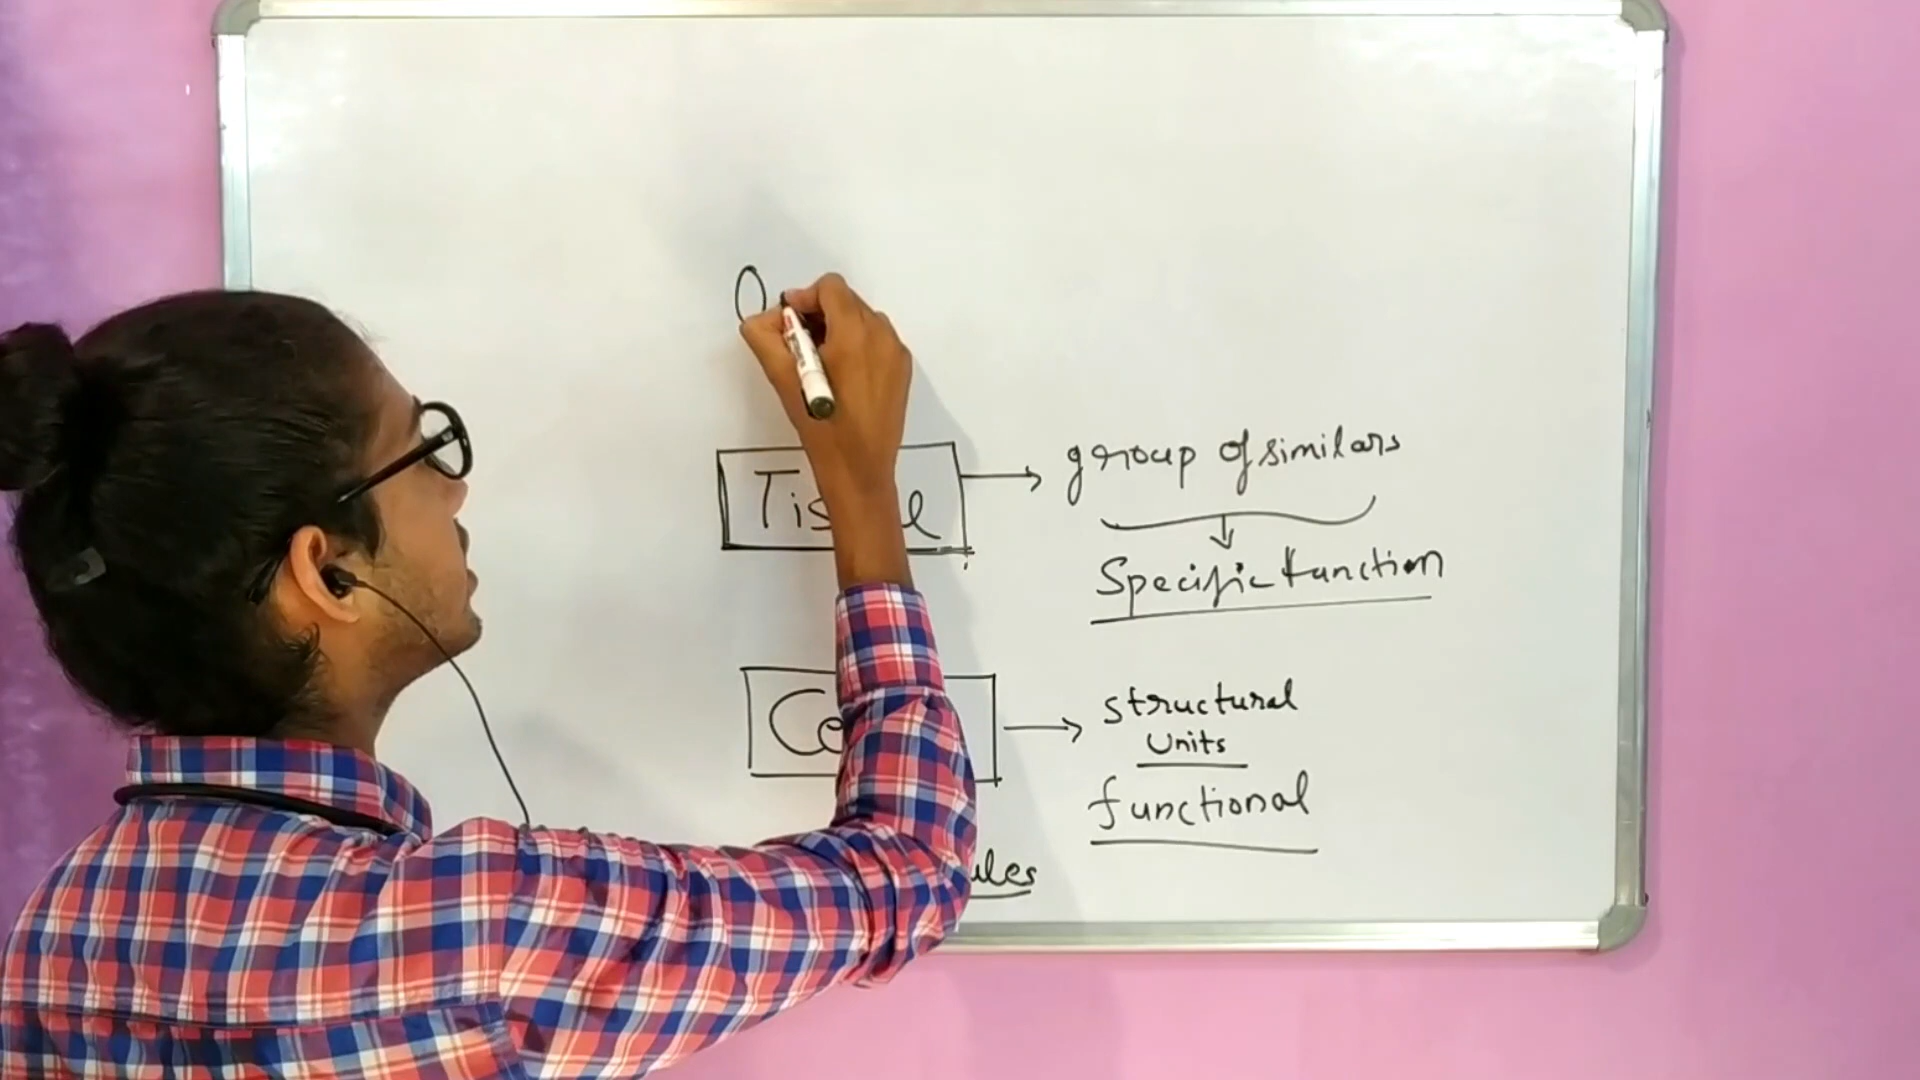 O
Tissue
group of similars
Specific function
Ce
structural
Units
functional
ules